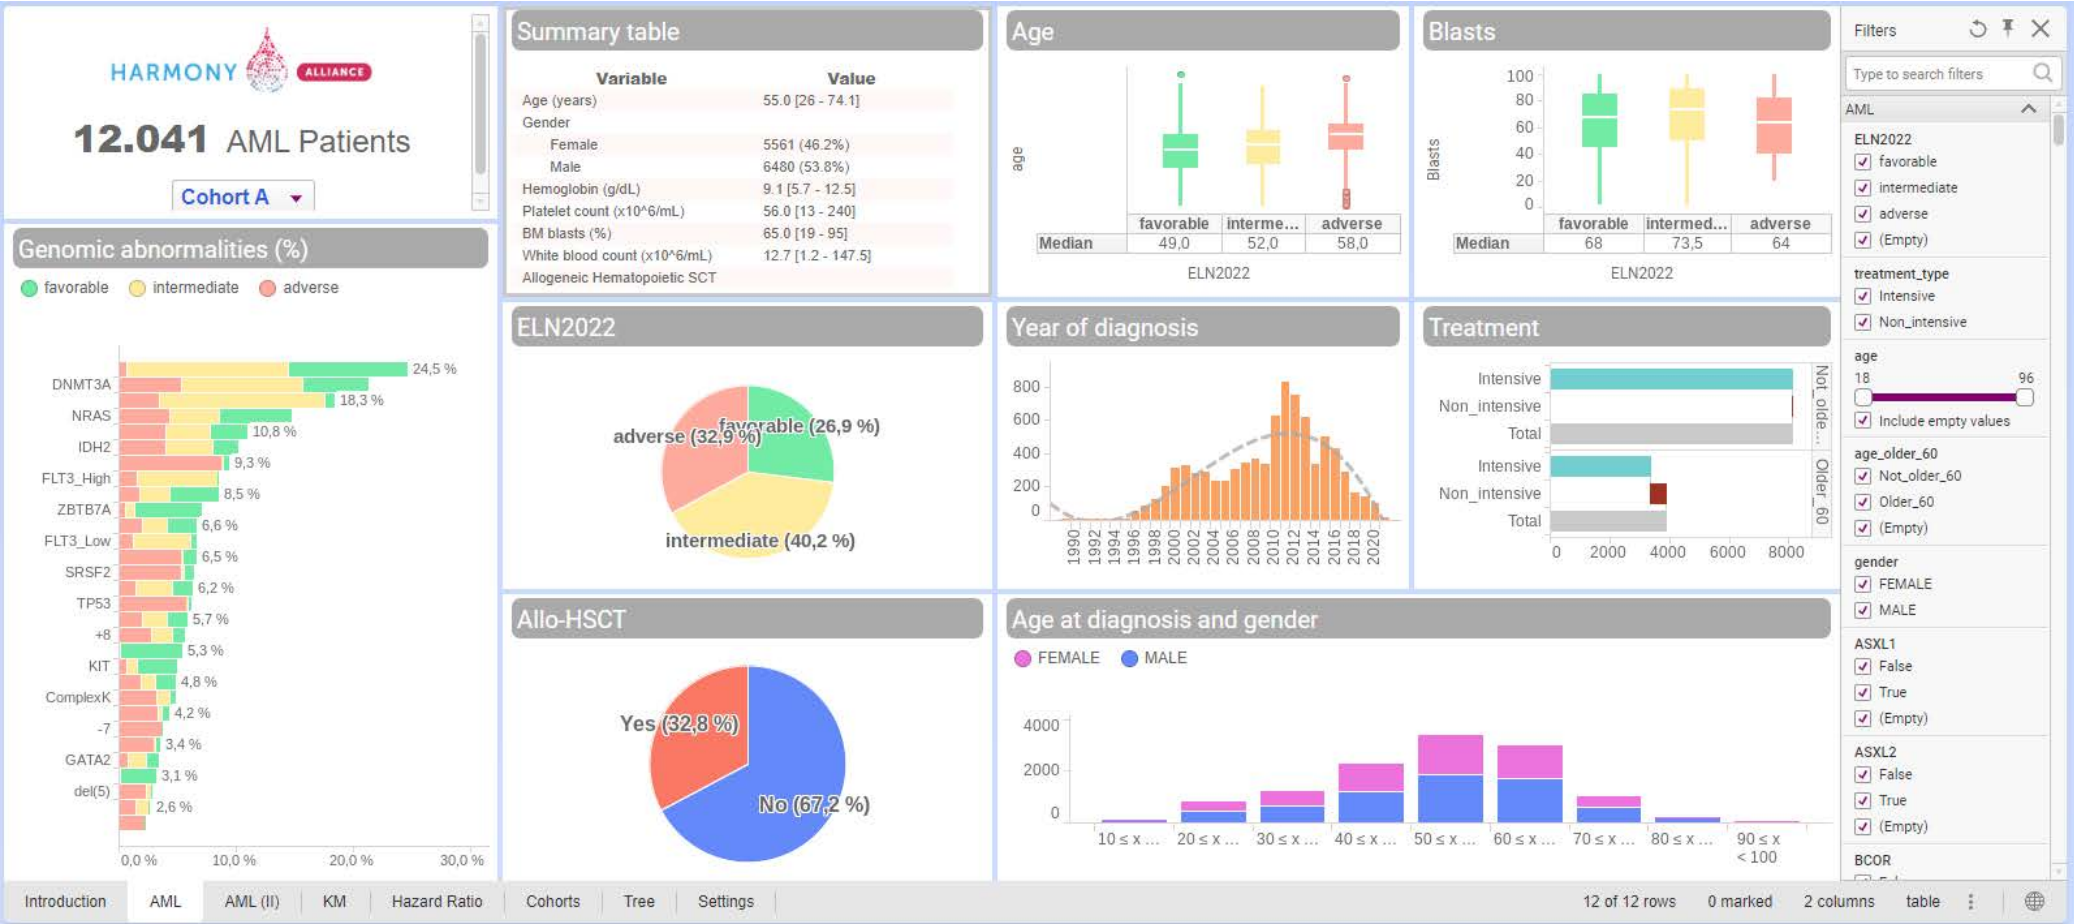 HARMONY ALLIANCE
12.041 AML Patients
Cohort A
Genomic abnormalities (%)
favorable intermediate adverse
24,5 %
DNMT3A
18,3 %
NRAS
10,8 %
IDH2
9,3 %
FLT3_High
8,5 %
ZBTB7A
6,6 %
FLT3_Low
6,5 %
SRSF2
6,2 %
TP53
5,7 %
+8
5,3 %
KIT
4,8 %
ComplexK
4,2 %
-7
3,4 %
GATA2
3,1 %
del(5)
2,6 %
0,0 % 10,0 % 20,0 % 30,0 %
Summary table
Variable Value
Age (years) 55.0 [26 - 74.1]
Gender
Female 5561 (46.2%)
Male 6480 (53.8%)
Hemoglobin (g/dL) 9.1 [5.7 - 12.5]
Platelet count (x10^6/mL) 56.0 [13 - 240]
BM blasts (%) 65.0 [19 - 95]
White blood count (x10^6/mL) 12.7 [1.2 - 147.5]
Allogeneic Hematopoietic SCT
Age
age
favorable interme... adverse
Median 49,0 52,0 58,0
ELN2022
Blasts
Blasts
100
80
60
40
20
0
favorable intermed... adverse
Median 68 73,5 64
ELN2022
ELN2022
favorable (26,9 %)
adverse (32,9 %)
intermediate (40,2 %)
Year of diagnosis
800
600
400
200
0
1990 1992 1994 1996 1998 2000 2002 2004 2006 2008 2010 2012 2014 2016 2018 2020
Treatment
Intensive
Non_intensive
Total
Not_olde...
Intensive
Non_intensive
Total
Older_60
0 2000 4000 6000 8000
Allo-HSCT
Yes (32,8 %)
No (67,2 %)
Age at diagnosis and gender
FEMALE MALE
4000
2000
0
10 ≤ x ... 20 ≤ x ... 30 ≤ x ... 40 ≤ x ... 50 ≤ x ... 60 ≤ x ... 70 ≤ x ... 80 ≤ x ... 90 ≤ x
< 100
Filters
Type to search filters
AML
ELN2022
favorable
intermediate
adverse
(Empty)
treatment_type
Intensive
Non_intensive
age
18 96
Include empty values
age_older_60
Not_older_60
Older_60
(Empty)
gender
FEMALE
MALE
ASXL1
False
True
(Empty)
ASXL2
False
True
(Empty)
BCOR
Introduction AML AML (II) KM Hazard Ratio Cohorts Tree Settings
12 of 12 rows 0 marked 2 columns table